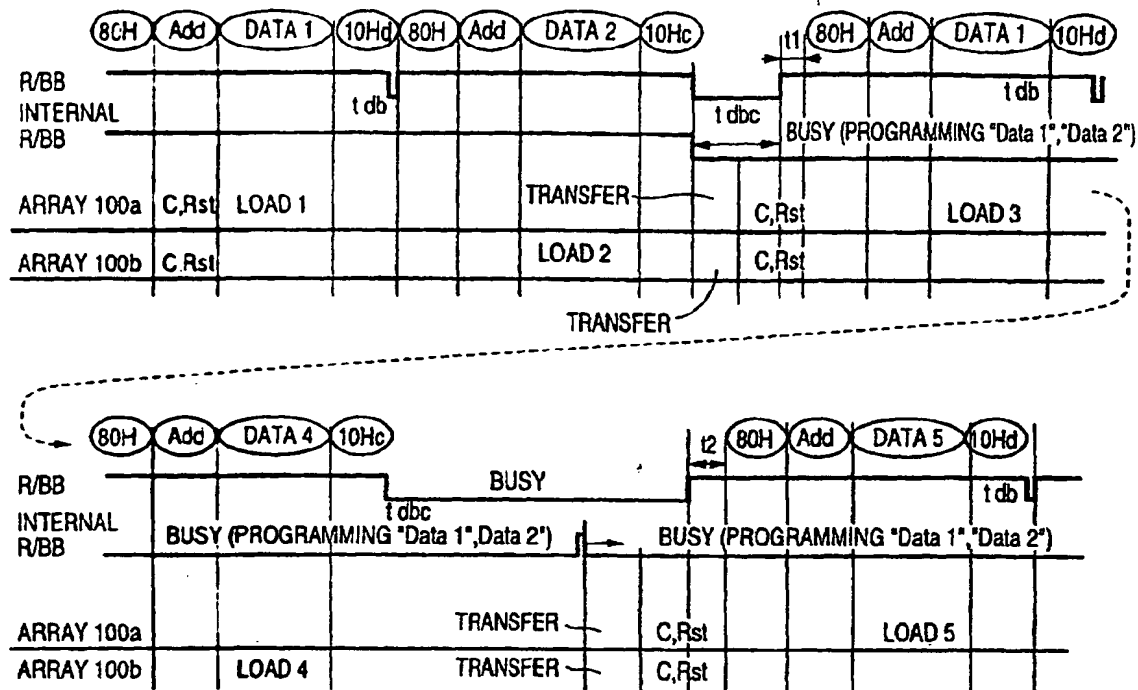 80H Add DATA 1 10Hd 80H Add DATA 2 10Hc t1 80H Add DATA 1 10Hd
R/BB
t db
t dbc
t db
INTERNAL
R/BB
BUSY (PROGRAMMING "Data 1","Data 2")
ARRAY 100a C,Rst LOAD 1 TRANSFER C,Rst LOAD 3
ARRAY 100b C.Rst LOAD 2 C,Rst
TRANSFER
80H Add DATA 4 10Hc t2 80H Add DATA 5 10Hd
R/BB BUSY
t dbc
t db
INTERNAL
R/BB
BUSY (PROGRAMMING "Data 1",Data 2") BUSY (PROGRAMMING "Data 1","Data 2")
ARRAY 100a TRANSFER C,Rst LOAD 5
ARRAY 100b LOAD 4 TRANSFER C,Rst